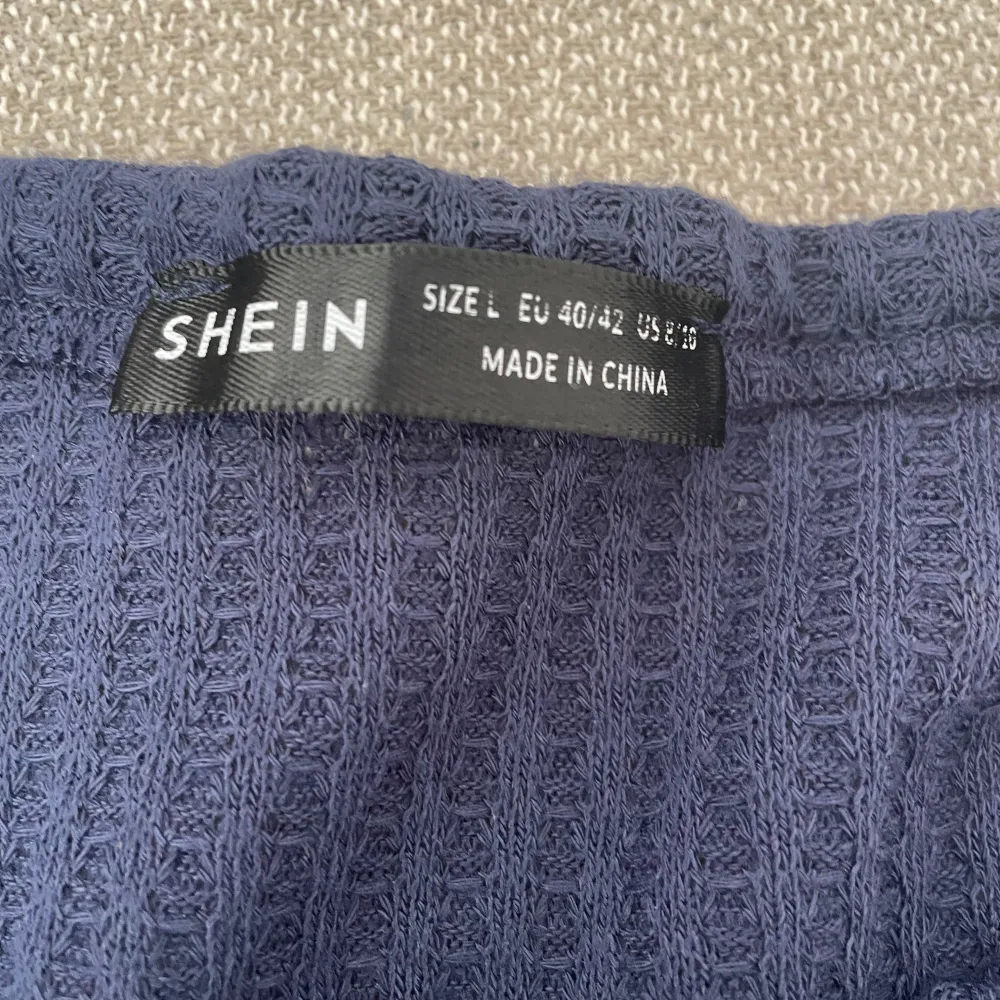 SHEIN
SIZE L EU 40/42 US 8/10
MADE IN CHINA